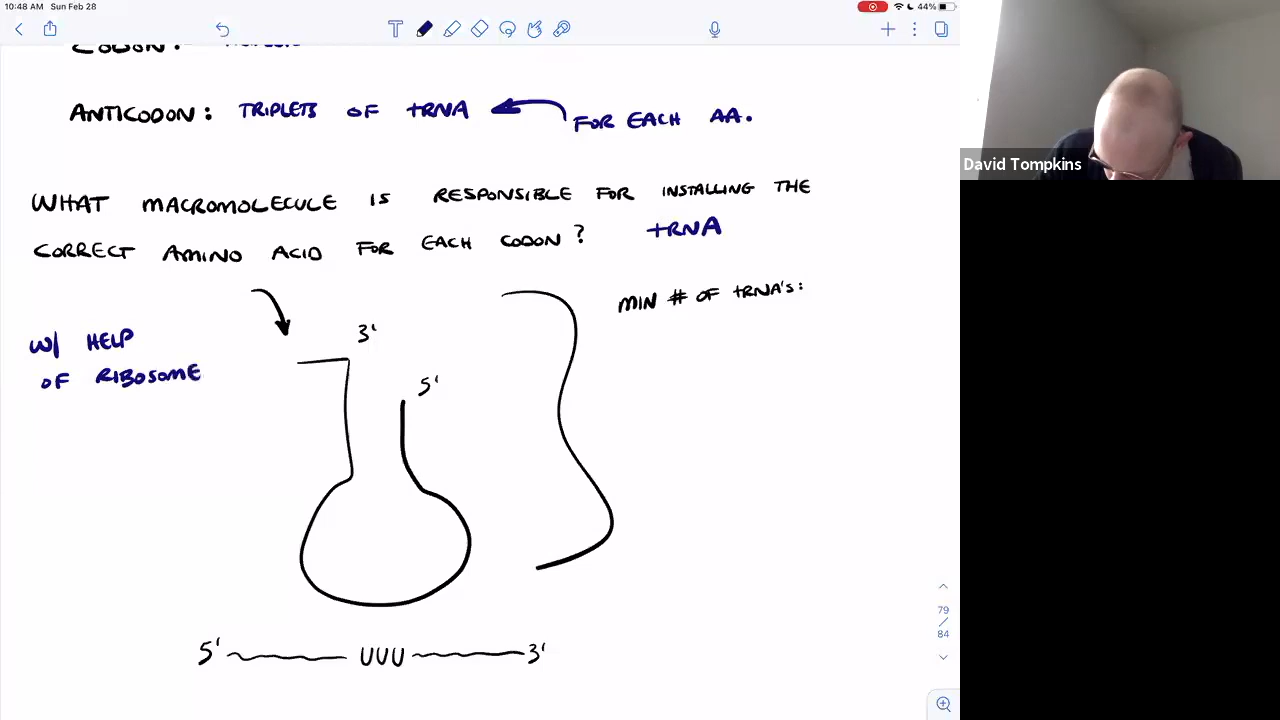 10:48 AM Sun Feb 28
44%
CODON:
ANTICODON: TRIPLETS OF tRNA FOR EACH AA.
WHAT MACROMOLECULE IS RESPONSIBLE FOR INSTALLING THE
CORRECT AMINO ACID FOR EACH CODON? tRNA
MIN # OF tRNA'S:
W/ HELP
OF RIBOSOME
3'
5'
5' UUU 3'
79
/
84
David Tompkins